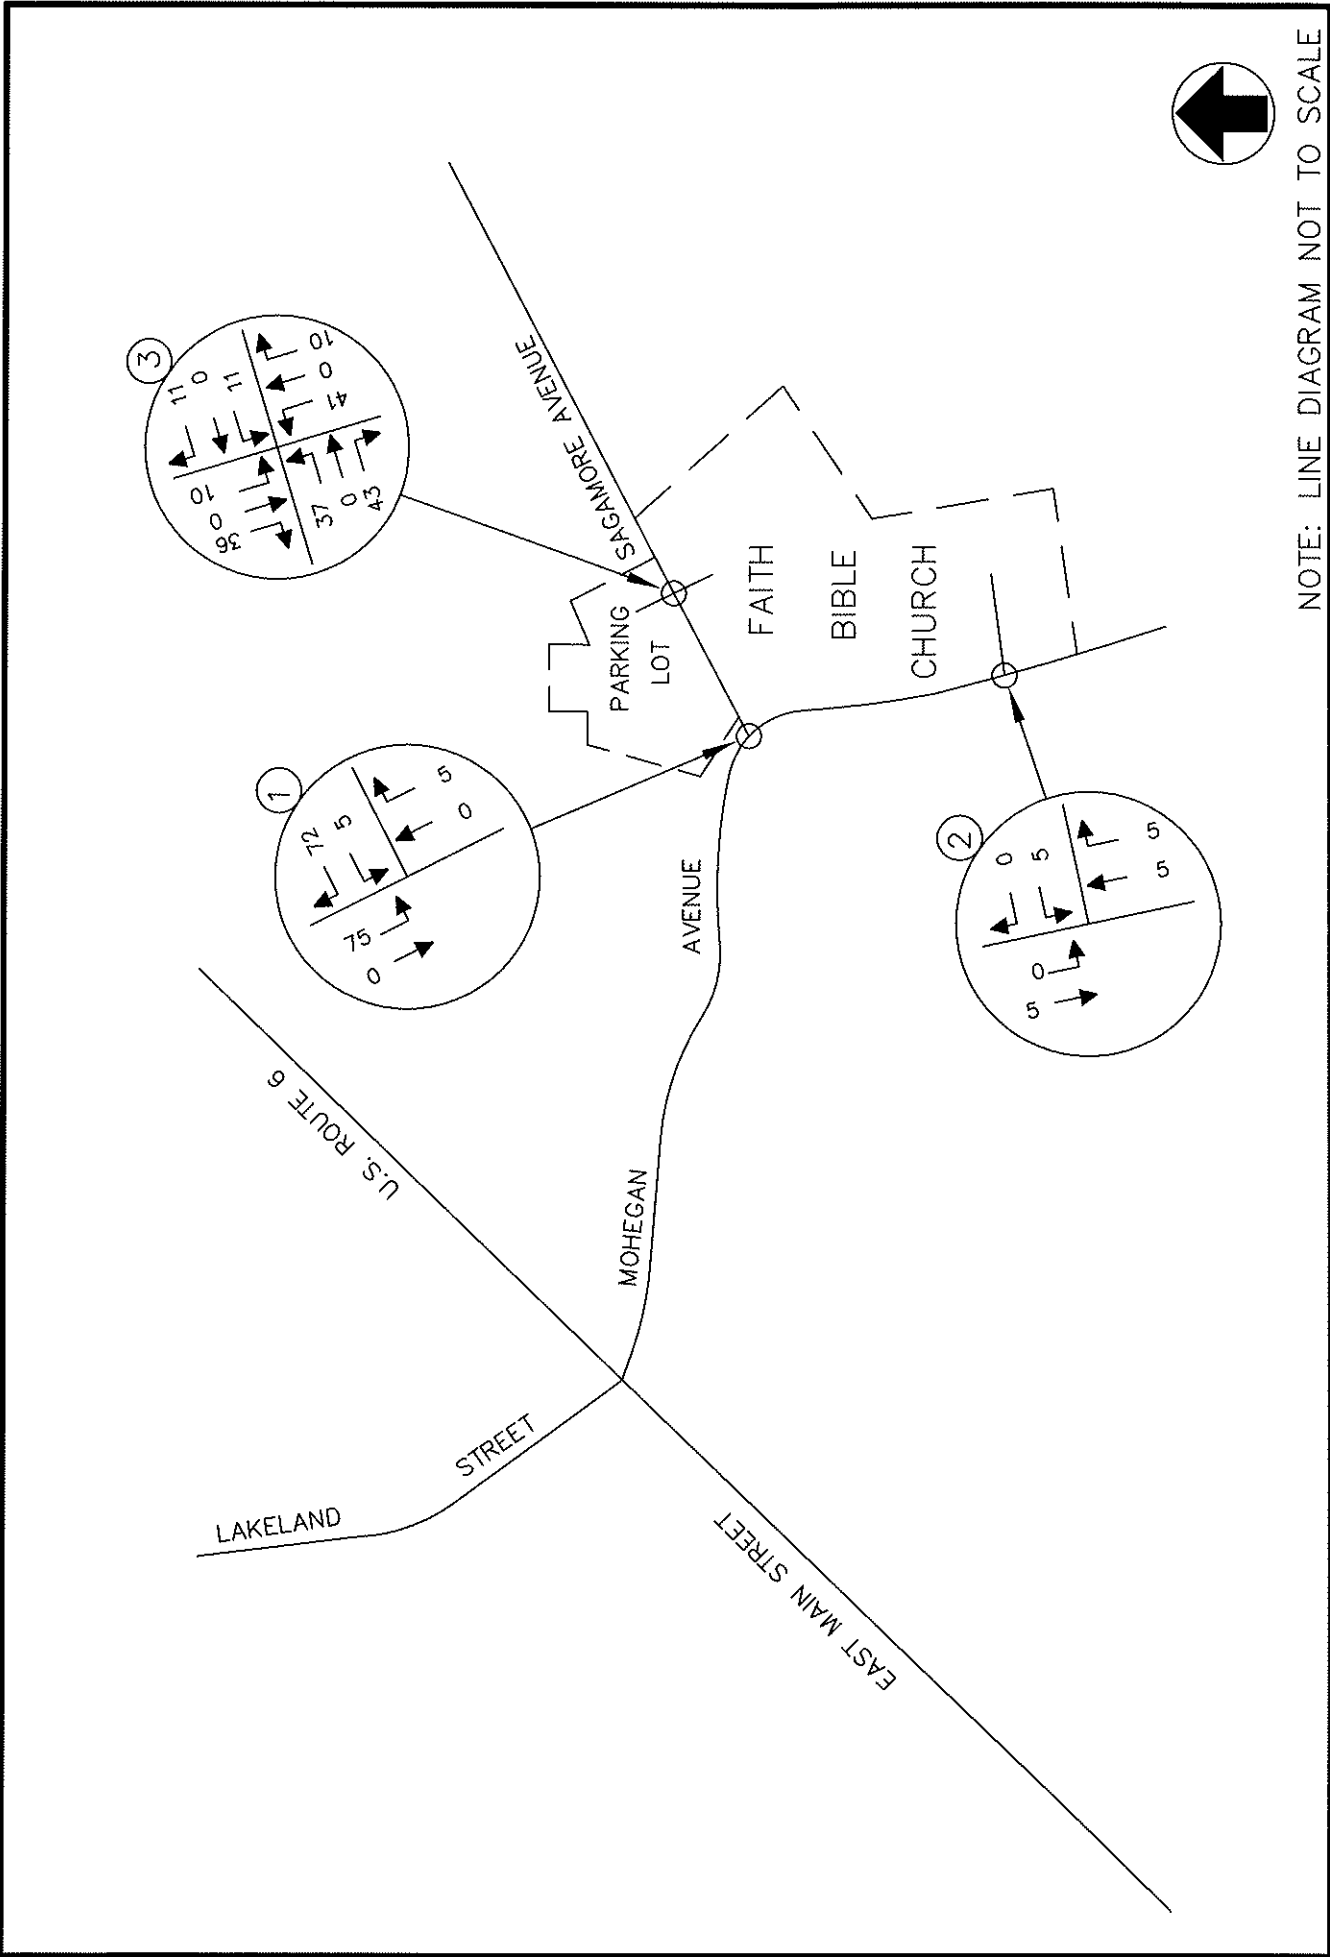 LAKELAND
STREET
U.S. ROUTE 6
EAST MAIN STREET
MOHEGAN
AVENUE
SAGAMORE AVENUE
PARKING
LOT
FAITH
BIBLE
CHURCH
1
72
5
75
0
5
0
2
0
5
0
5
5
5
3
11
0
11
10
0
36
37
0
43
41
0
10
NOTE: LINE DIAGRAM NOT TO SCALE